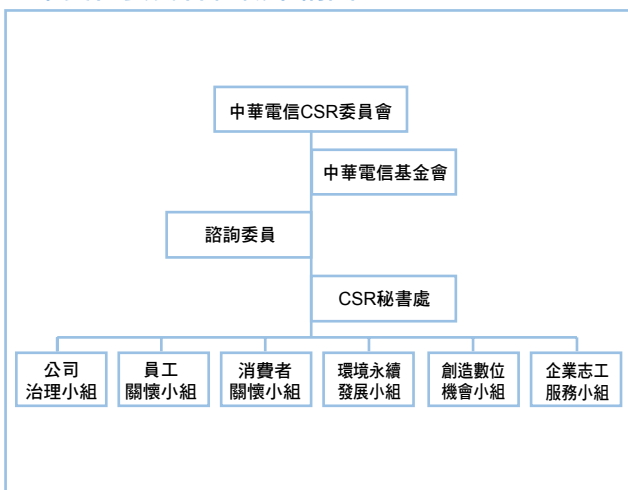 中華電信CSR委員會
中華電信基金會
諮詢委員
CSR秘書處
公司
治理小組
員工
關懷小組
消費者
關懷小組
環境永續
發展小組
創造數位
機會小組
企業志工
服務小組